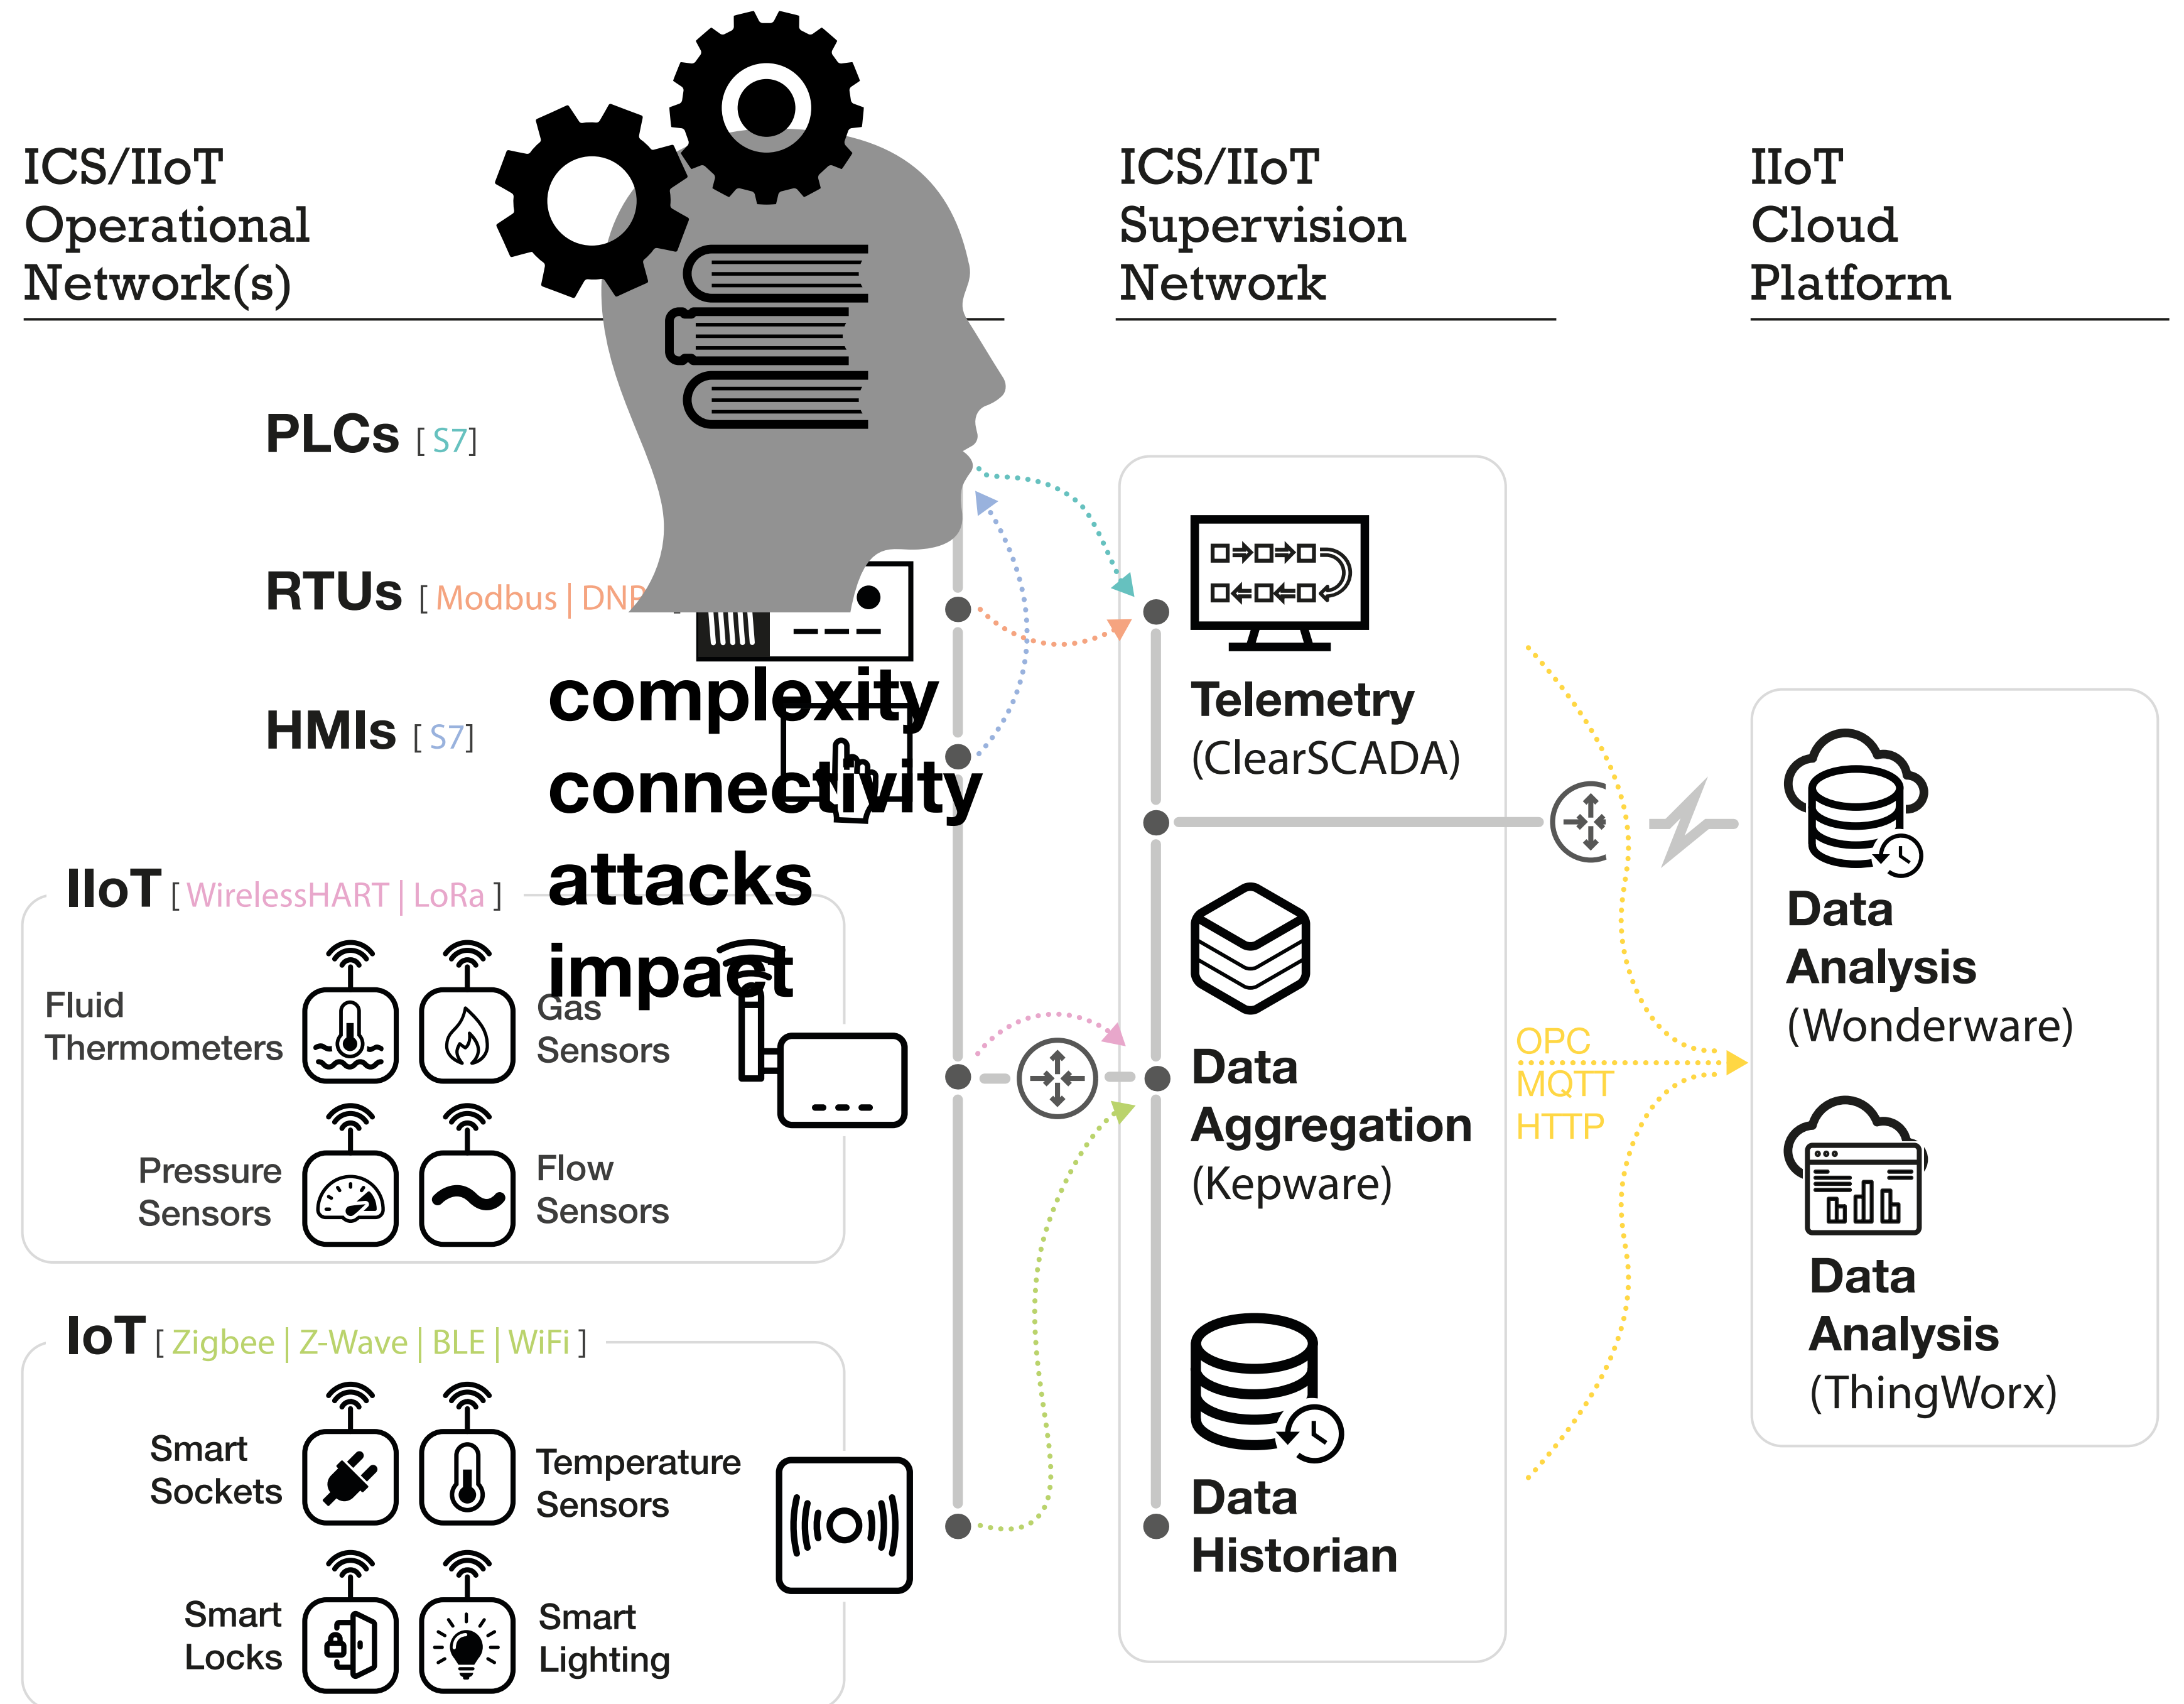 ICS/IIoT
Operational
Network(s)
ICS/IIoT
Supervision
Network
IIoT
Cloud
Platform
PLCs [ S7]
RTUs [ Modbus |
HMIs [ S7]
complexity
connectivity
attacks
impact
IIoT [ WirelessHART | LoRa ]
Fluid
Thermometers
Gas
Sensors
Pressure
Sensors
Flow
Sensors
IoT [ Zigbee | Z-Wave | BLE | WiFi ]
Smart
Sockets
Temperature
Sensors
Smart
Locks
Smart
Lighting
Telemetry
(ClearSCADA)
Data
Aggregation
(Kepware)
Data
Historian
OPC
MQTT
HTTP
Data
Analysis
(Wonderware)
Data
Analysis
(ThingWorx)